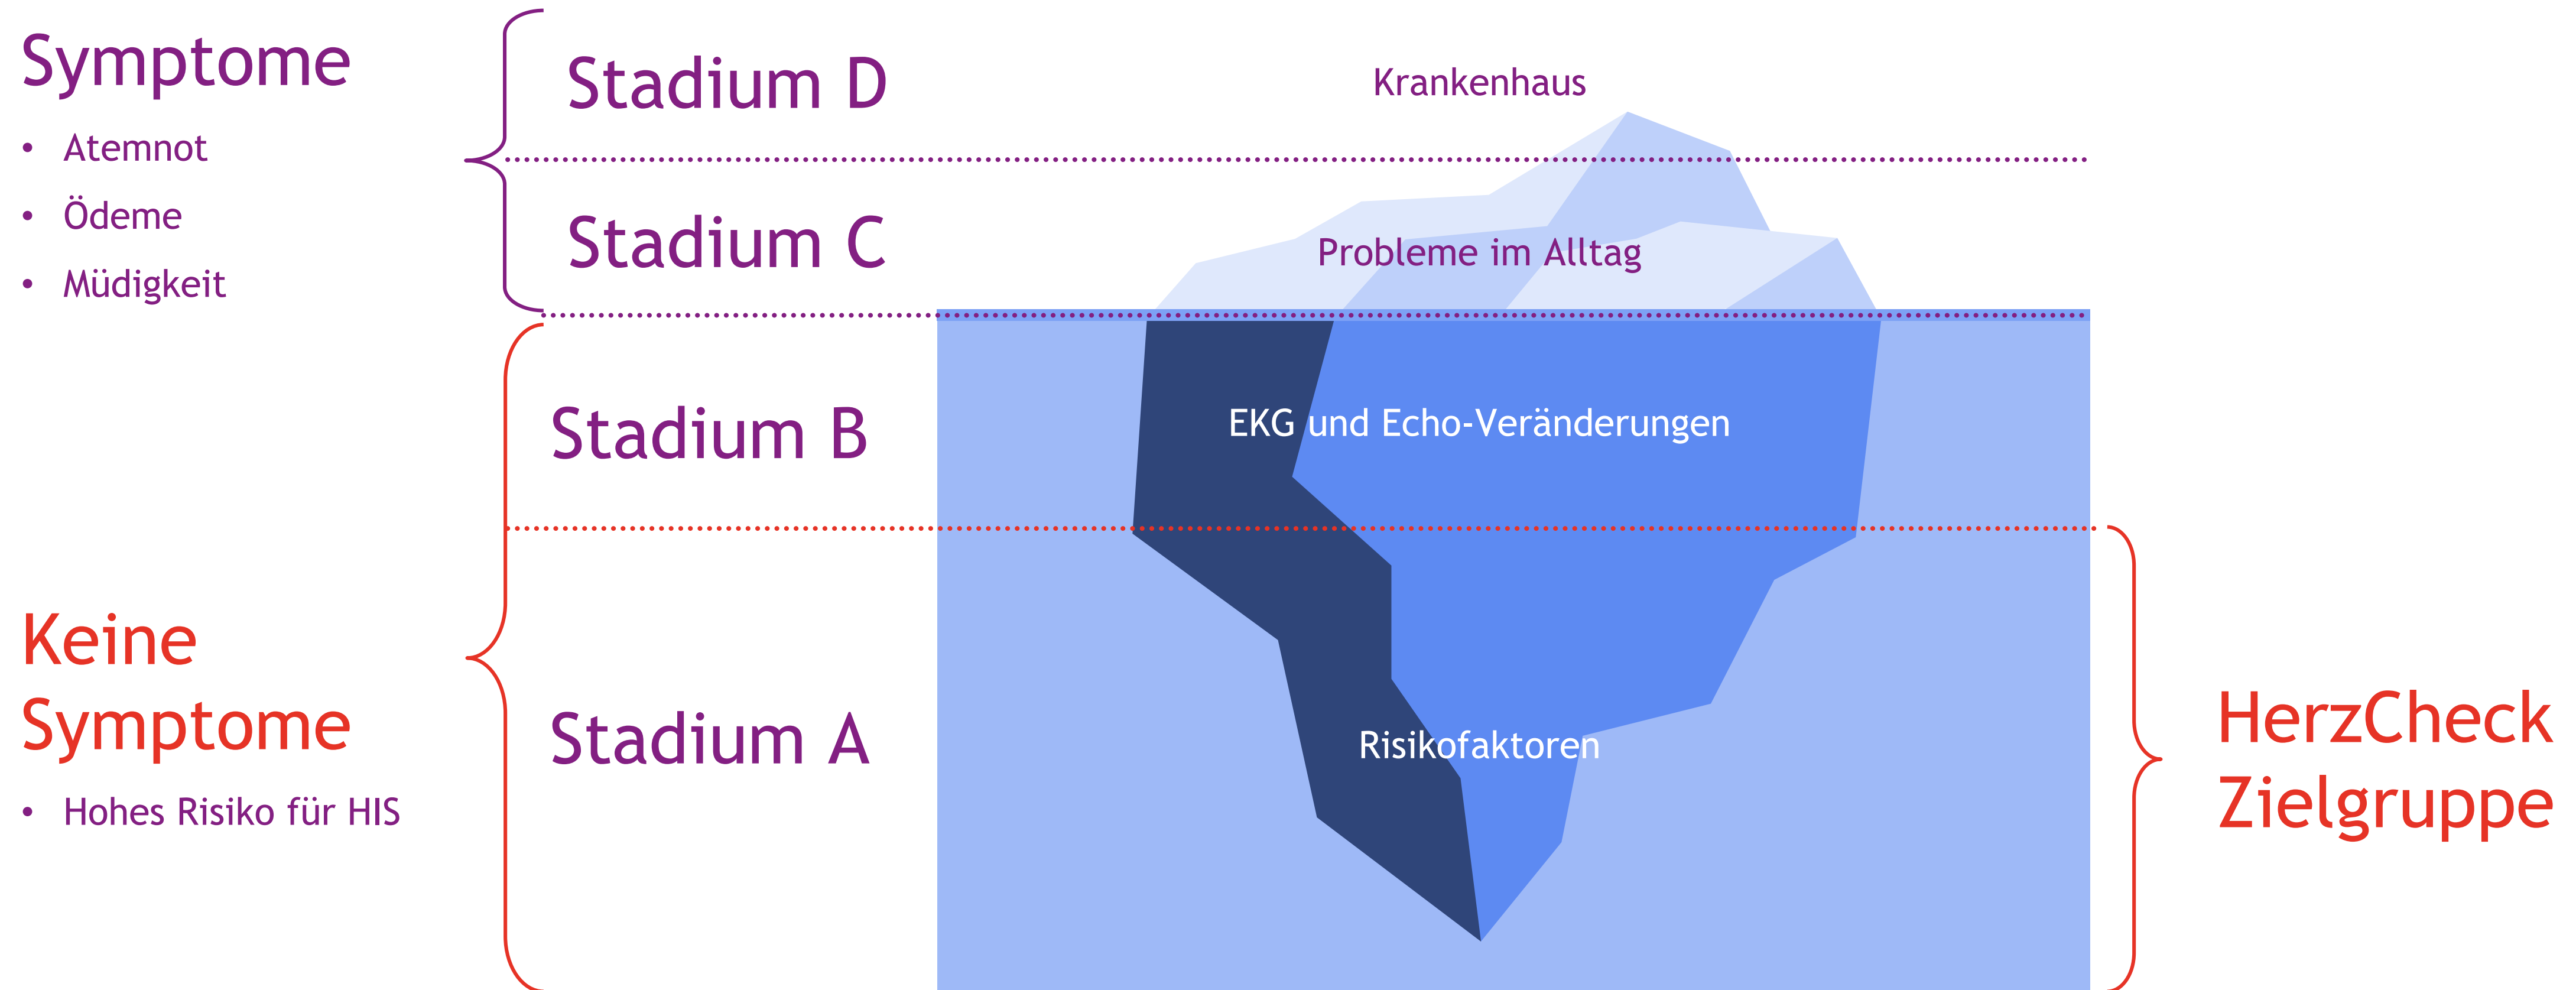 Symptome
• Atemnot
• Ödeme
• Müdigkeit
Keine
Symptome
• Hohes Risiko für HIS
Stadium D
Stadium C
Stadium B
Stadium A
Krankenhaus
Probleme im Alltag
EKG und Echo-Veränderungen
Risikofaktoren
HerzCheck
Zielgruppe